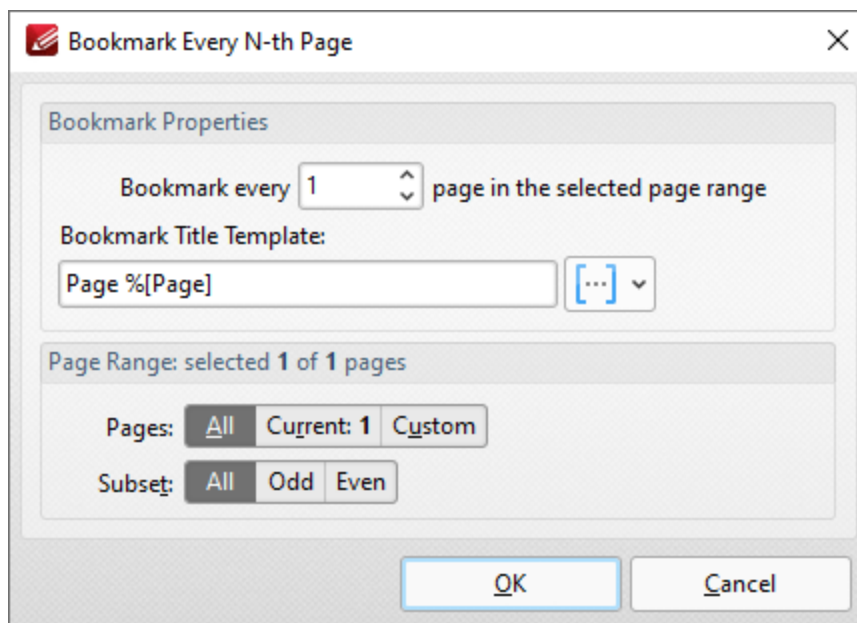 Bookmark Every N-th Page
Bookmark Properties
Bookmark every 1 page in the selected page range
Bookmark Title Template:
Page %[Page]
Page Range: selected 1 of 1 pages
Pages: All Current: 1 Custom
Subset: All Odd Even
OK Cancel